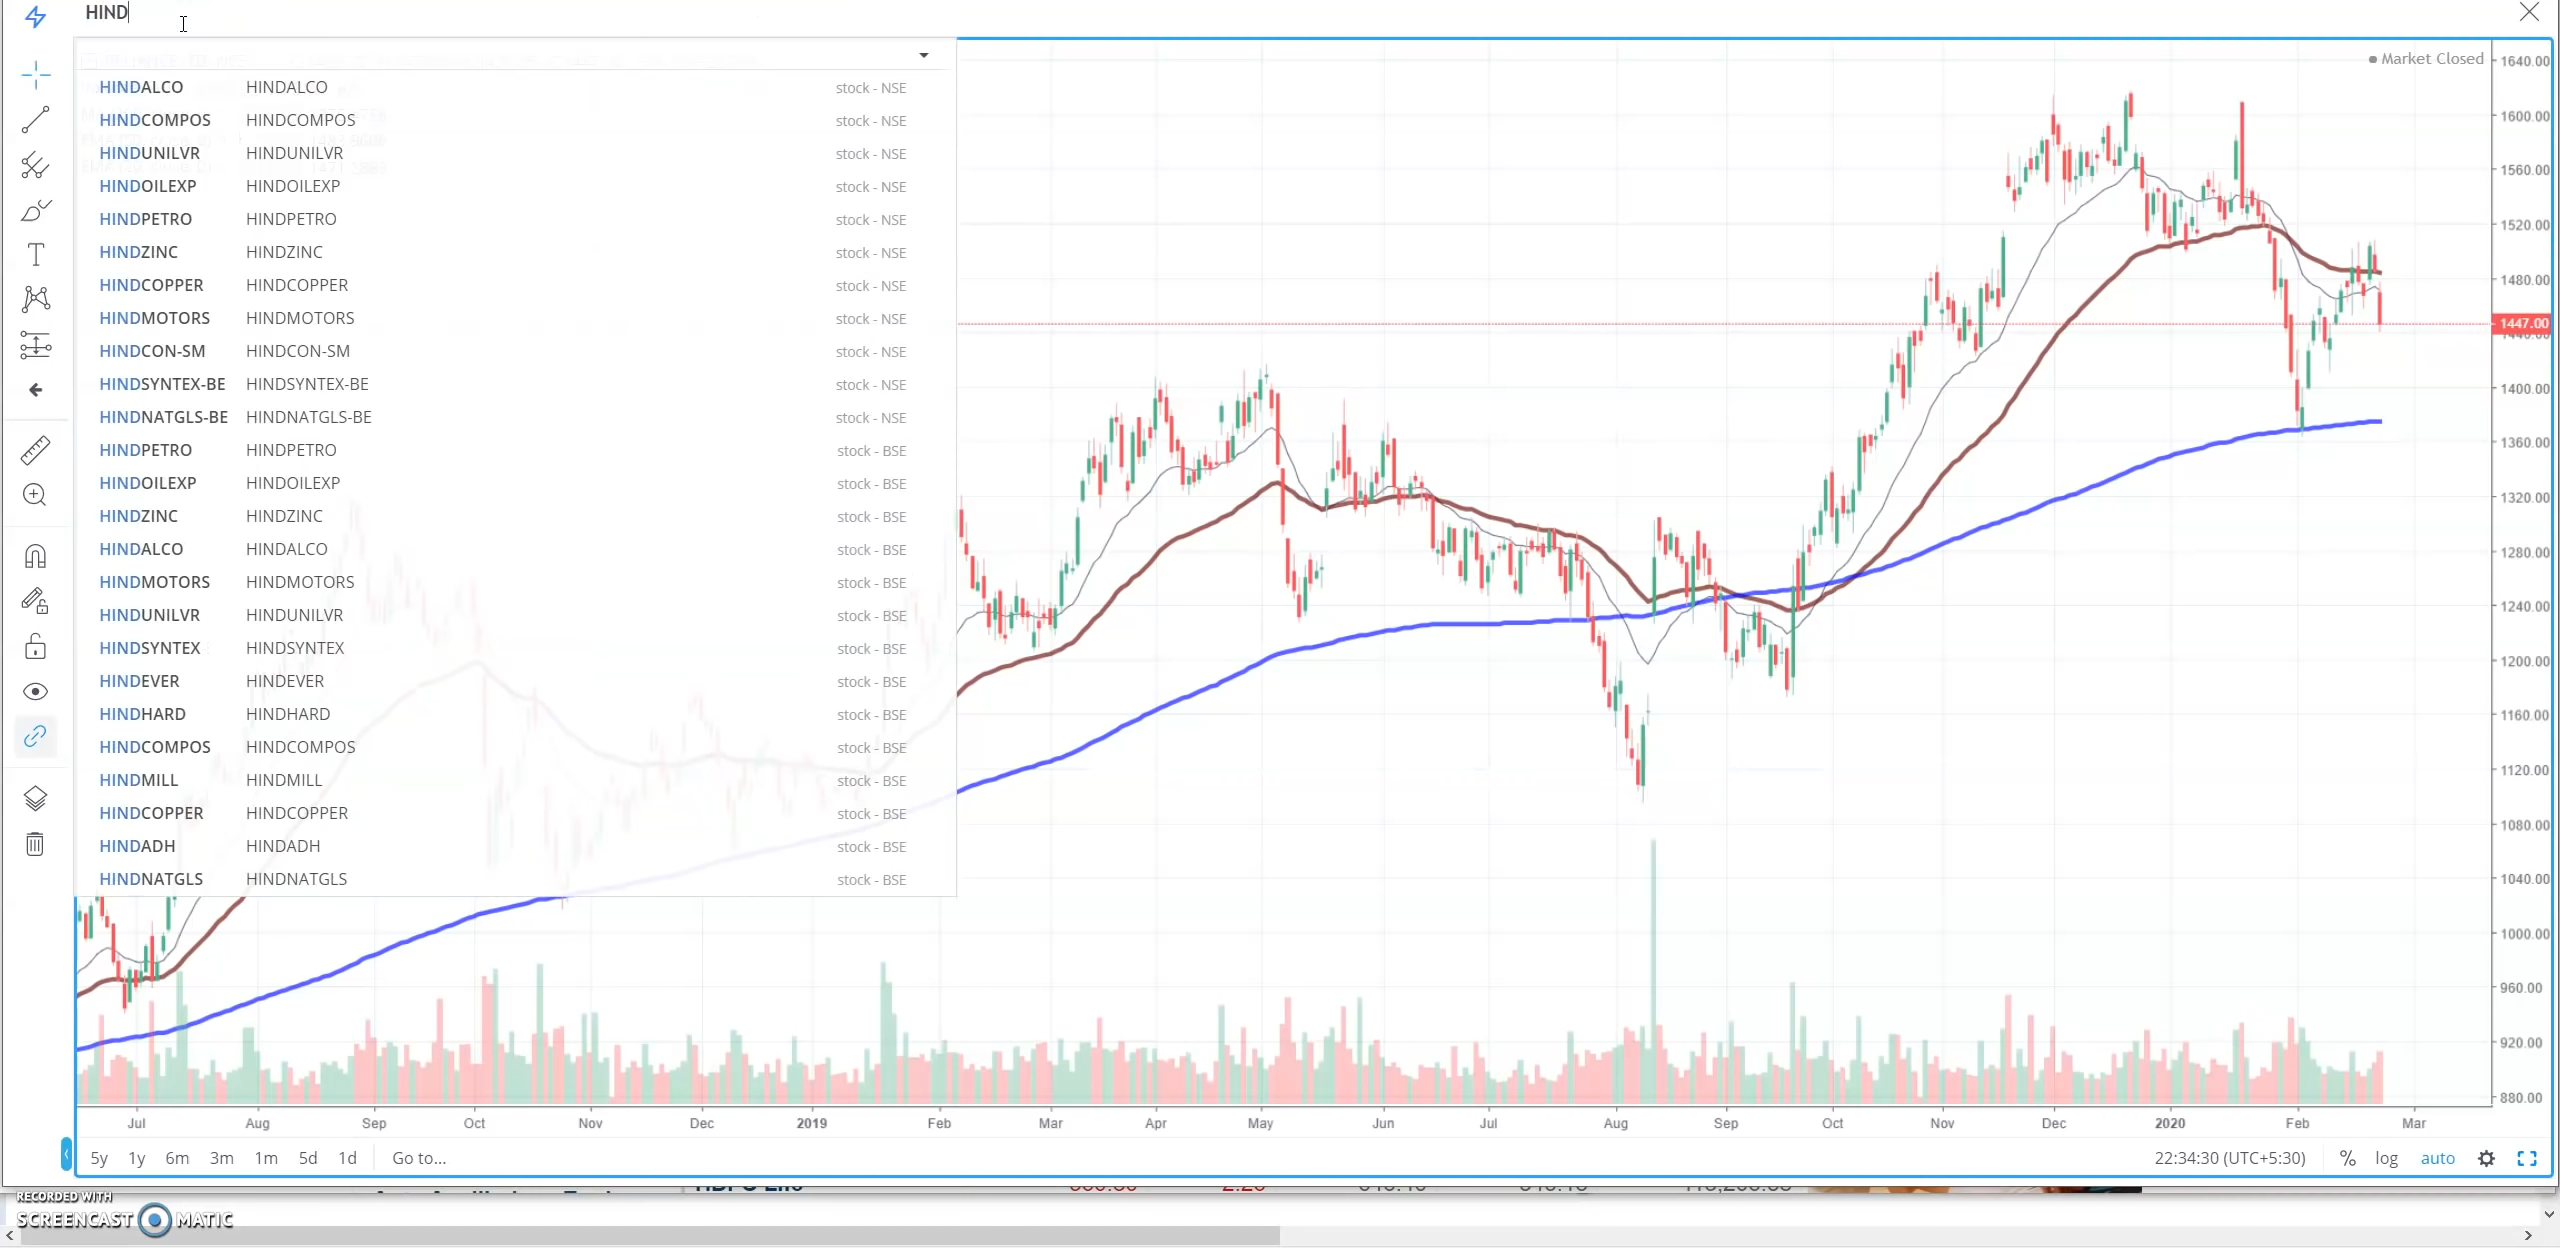 HIND
Market Closed
HINDALCO HINDALCO stock - NSE
HINDCOMPOS HINDCOMPOS stock - NSE
HINDUNILVR HINDUNILVR stock - NSE
HINDOILEXP HINDOILEXP stock - NSE
HINDPETRO HINDPETRO stock - NSE
HINDZINC HINDZINC stock - NSE
HINDCOPPER HINDCOPPER stock - NSE
HINDMOTORS HINDMOTORS stock - NSE
HINDCON-SM HINDCON-SM stock - NSE
HINDSYNTEX-BE HINDSYNTEX-BE stock - NSE
HINDNATGLS-BE HINDNATGLS-BE stock - NSE
HINDPETRO HINDPETRO stock - BSE
HINDOILEXP HINDOILEXP stock - BSE
HINDZINC HINDZINC stock - BSE
HINDALCO HINDALCO stock - BSE
HINDMOTORS HINDMOTORS stock - BSE
HINDUNILVR HINDUNILVR stock - BSE
HINDSYNTEX HINDSYNTEX stock - BSE
HINDEVER HINDEVER stock - BSE
HINDHARD HINDHARD stock - BSE
HINDCOMPOS HINDCOMPOS stock - BSE
HINDMILL HINDMILL stock - BSE
HINDCOPPER HINDCOPPER stock - BSE
HINDADH HINDADH stock - BSE
HINDNATGLS HINDNATGLS stock - BSE
1640.00
1600.00
1560.00
1520.00
1480.00
1447.00
1440.00
1400.00
1360.00
1320.00
1280.00
1240.00
1200.00
1160.00
1120.00
1080.00
1040.00
1000.00
960.00
920.00
880.00
Jul Aug Sep Oct Nov Dec 2019 Feb Mar Apr May Jun Jul Aug Sep Oct Nov Dec 2020 Feb Mar
5y 1y 6m 3m 1m 5d 1d Go to... 22:34:30 (UTC+5:30) % log auto
RECORDED WITH
SCREENCAST MATIC